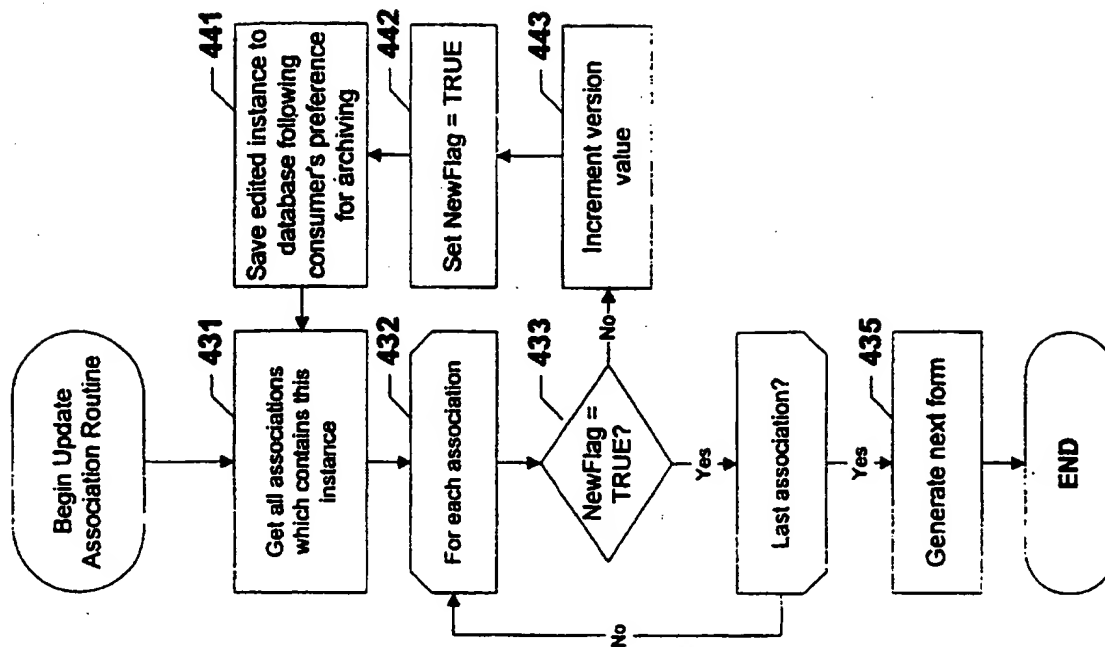 Begin Update
Association Routine
431
Get all associations
which contains this
instance
432
For each association
433
NewFlag =
TRUE?
No
Yes
443
Increment version
value
442
Set NewFlag = TRUE
441
Save edited instance to
database following
consumer's preference
for archiving
Last association?
No
Yes
435
Generate next form
END